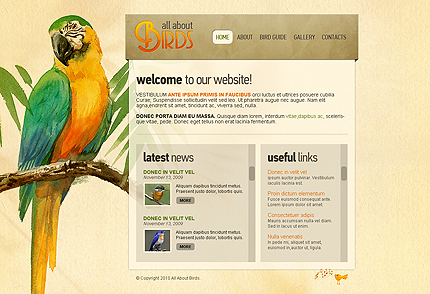 all about
Birds
HOME ABOUT BIRD GUIDE GALLERY CONTACTS
welcome to our website!
VESTIBULUM ANTE IPSUM PRIMIS IN FAUCIBUS orci luctus et ultrices posuere cubilia
Curae; Suspendisse sollicitudin velit sed leo. Ut pharetra augue nec augue. Nam elit
agna,endrerit sit amet, tincidunt ac, viverra sed, nulla.
DONEC PORTA DIAM EU MASSA. Quisque diam lorem, interdum vitae,dapibus ac, sceleris-
que vitae, pede. Donec eget tellus non erat lacinia fermentum.
latest news
DONEC IN VELIT VEL
November 13, 2009
Aliquam dapibus tincidunt metus.
Praesent justo dolor, lobortis quis.
MORE
DONEC IN VELIT VEL
November 13, 2009
Aliquam dapibus tincidunt metus.
Praesent justo dolor, lobortis quis.
MORE
useful links
Donec in velit vel
ipsum auctor pulvinar. Vestibulum
iaculis lacinia est.
Proin dictum elementum
Fusce euismod consequat ante.
Lorem ipsum dolor sit amet.
Consectetuer adipis
Mauris accumsan nulla vel diam.
Sed in lacus ut enim.
Nulla venenatis
In pede mi, aliquet sit amet,
euismod in,auctor ut, ligula.
© Copyright 2010 All About Birds.